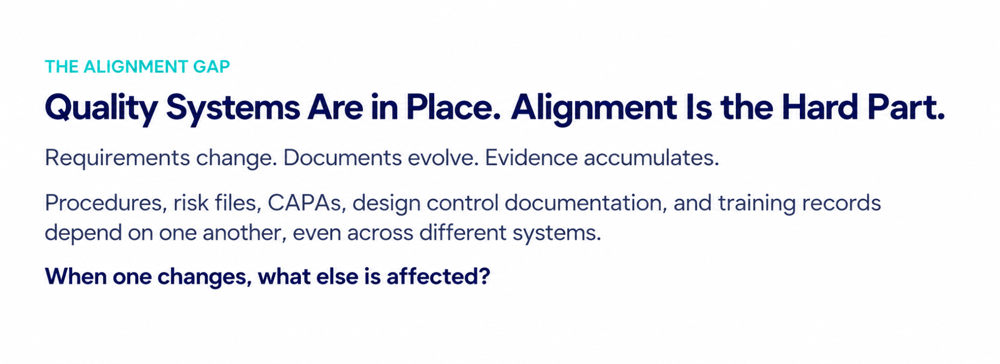 THE ALIGNMENT GAP
Quality Systems Are in Place. Alignment Is the Hard Part.
Requirements change. Documents evolve. Evidence accumulates.
Procedures, risk files, CAPAs, design control documentation, and training records
depend on one another, even across different systems.
When one changes, what else is affected?